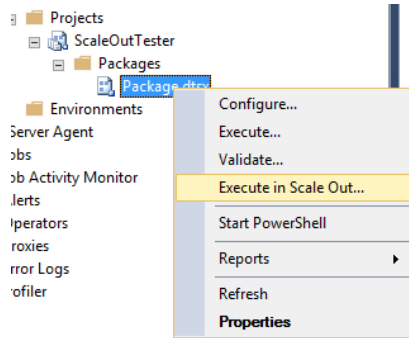 Projects
ScaleOutTester
Packages
Package.dtsx
Environments
Configure...
Server Agent
Execute...
obs
Validate...
ob Activity Monitor
Execute in Scale Out...
lerts
perators
Start PowerShell
roxies
rror Logs
Reports
rofiler
Refresh
Properties